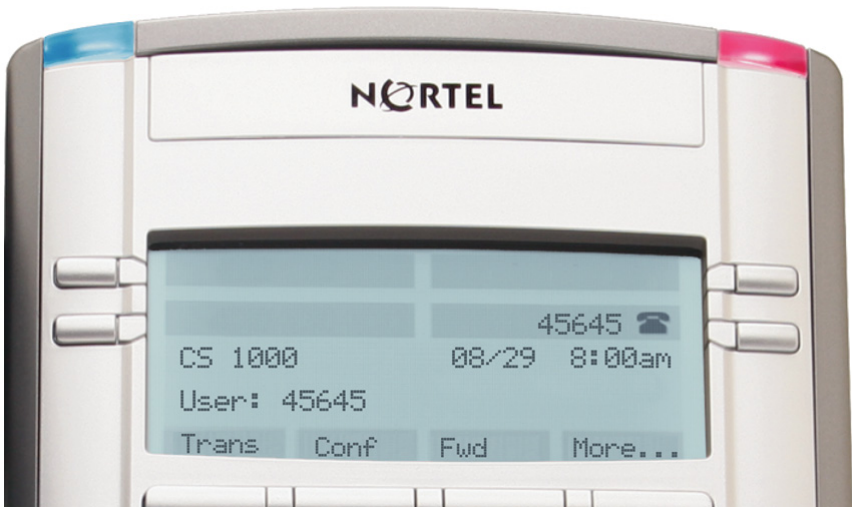 NORTEL
45645
CS 1000 08/29 8:00am
User: 45645
Trans Conf Fwd More...